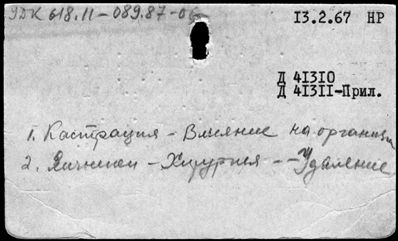 УДК 618.11-089.87-06
13.2.67 НР
Д 41310
Д 41311-Прил.
1. Кастрация - Влияние на организм
2. Яичники - Хирургия -- Удаление